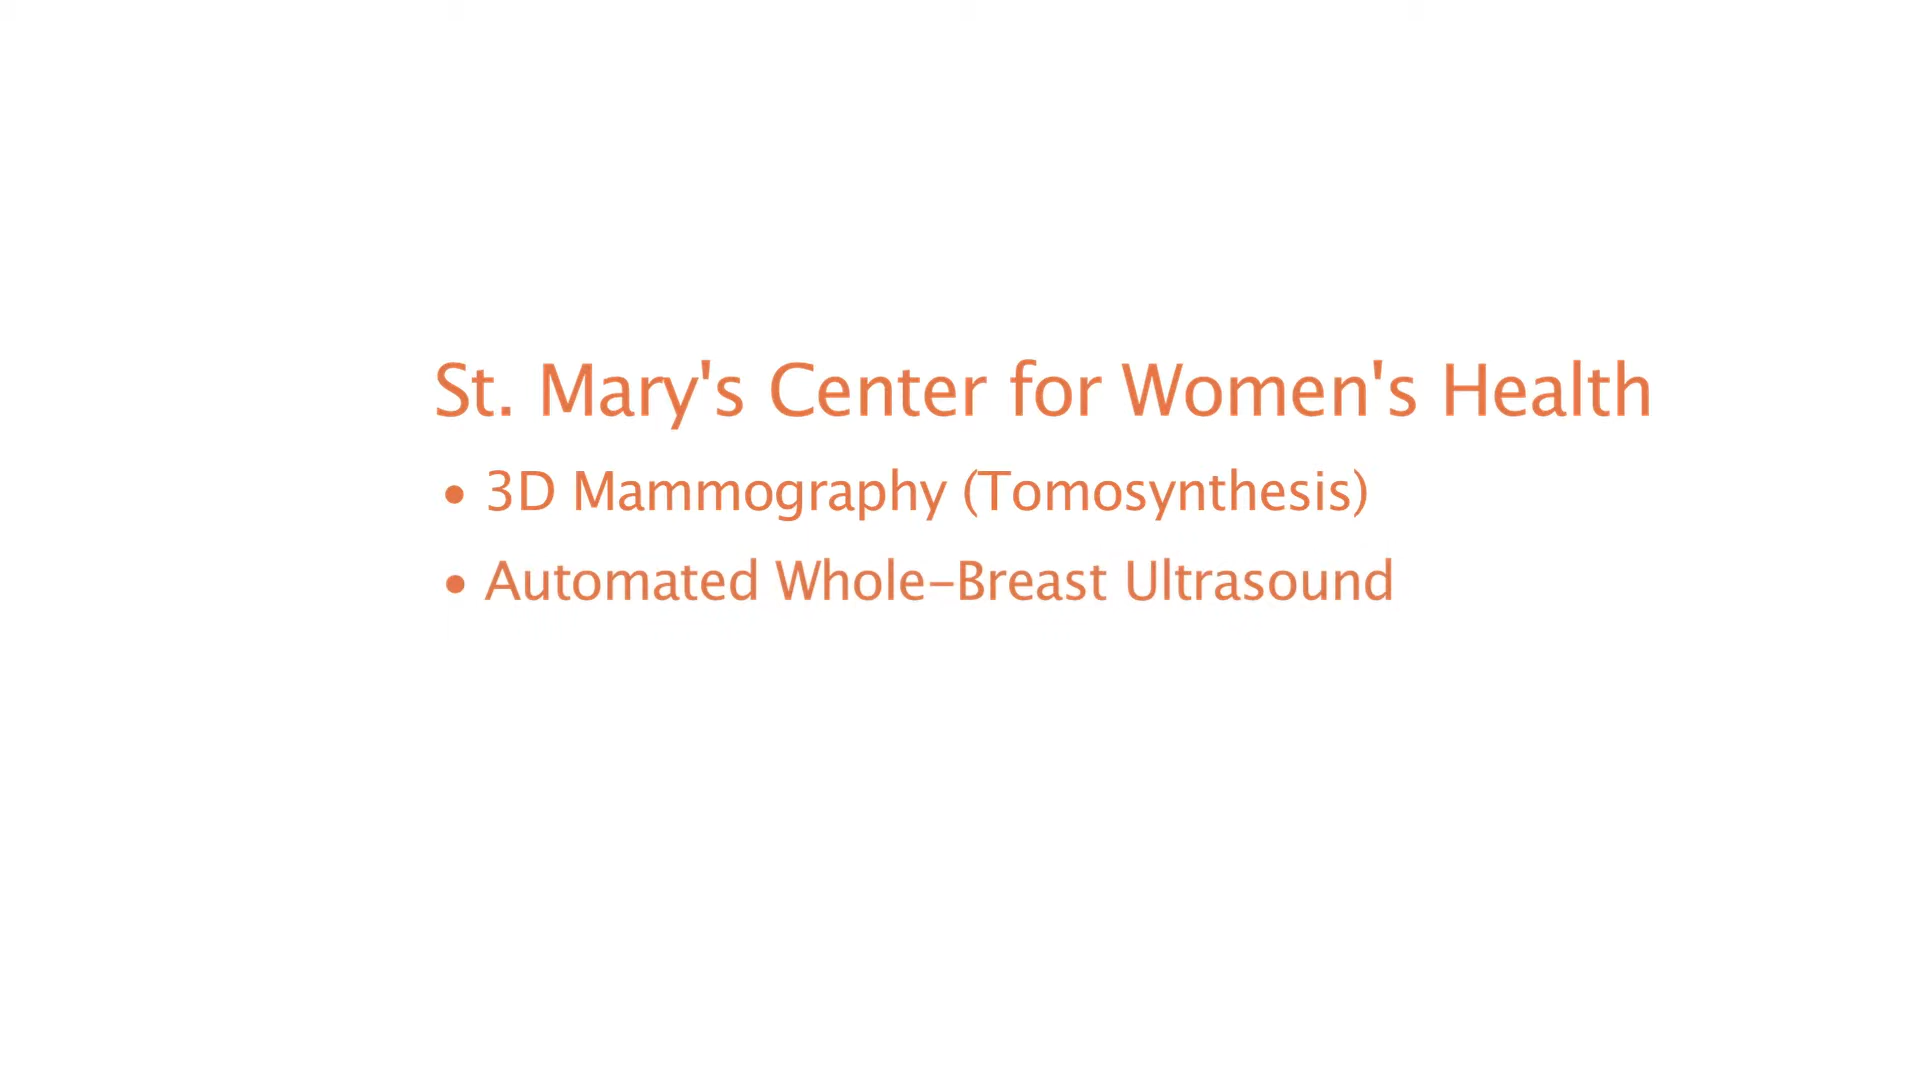 St. Mary's Center for Women's Health
• 3D Mammography (Tomosynthesis)
• Automated Whole-Breast Ultrasound